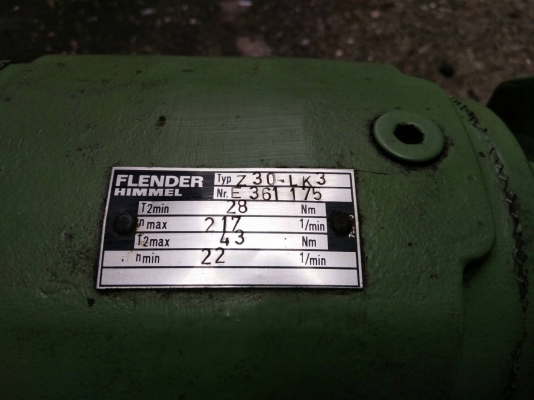 FLENDER Typ Z30-LK3
HIMMEL Nr. E 361 175
T2min 28 Nm
n max 217 1/min
T2max 43 Nm
n min 22 1/min